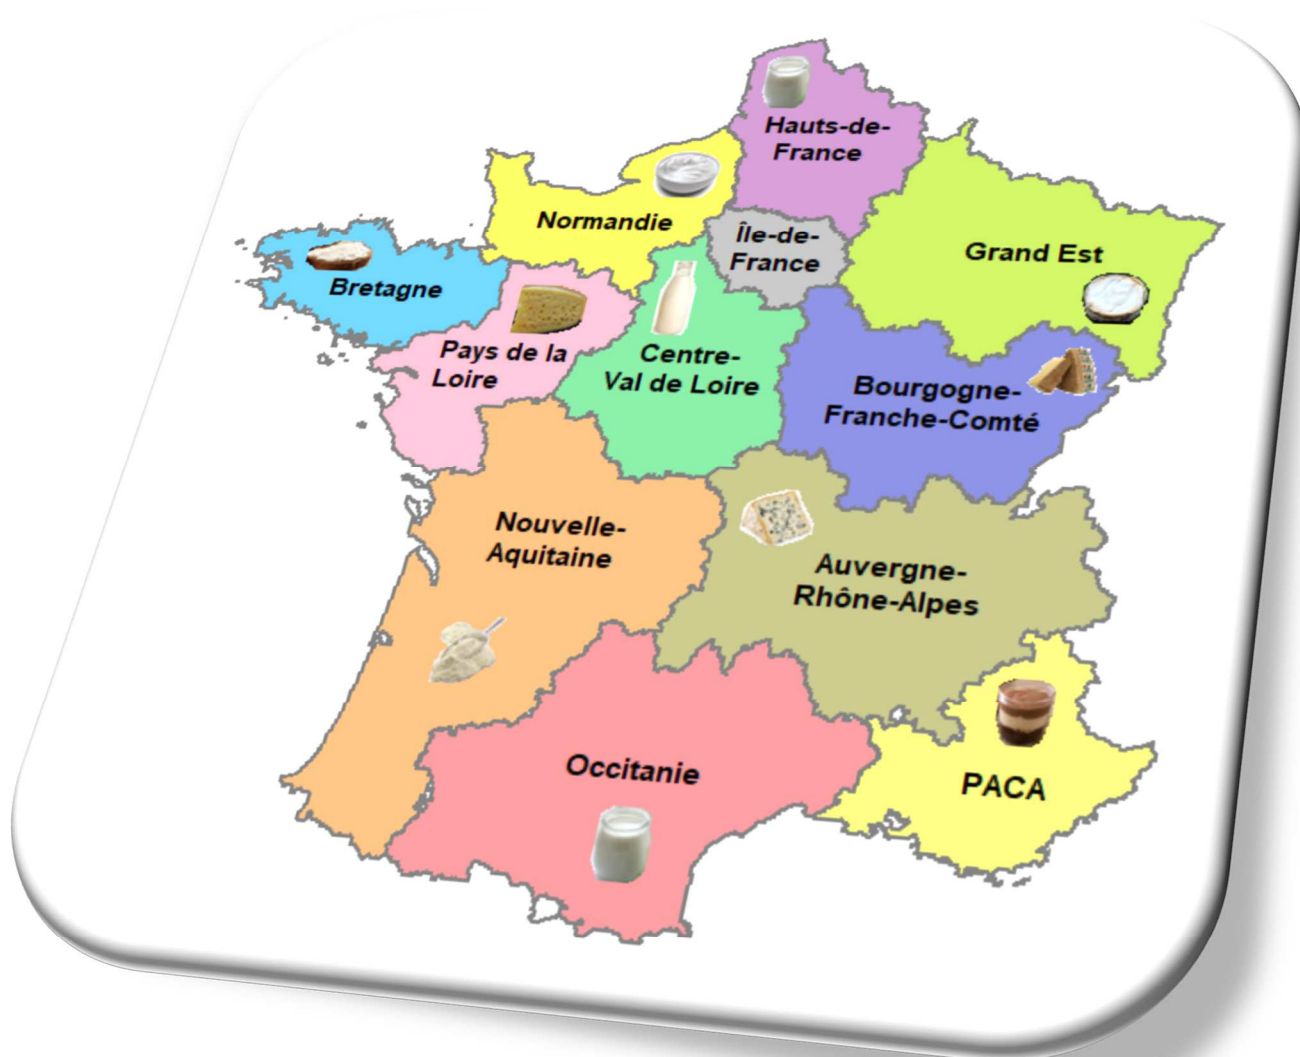 Hauts-de-
France
Normandie
Île-de-
France
Grand Est
Bretagne
Pays de la
Loire
Centre-
Val de Loire
Bourgogne-
Franche-Comté
Nouvelle-
Aquitaine
Auvergne-
Rhône-Alpes
Occitanie
PACA